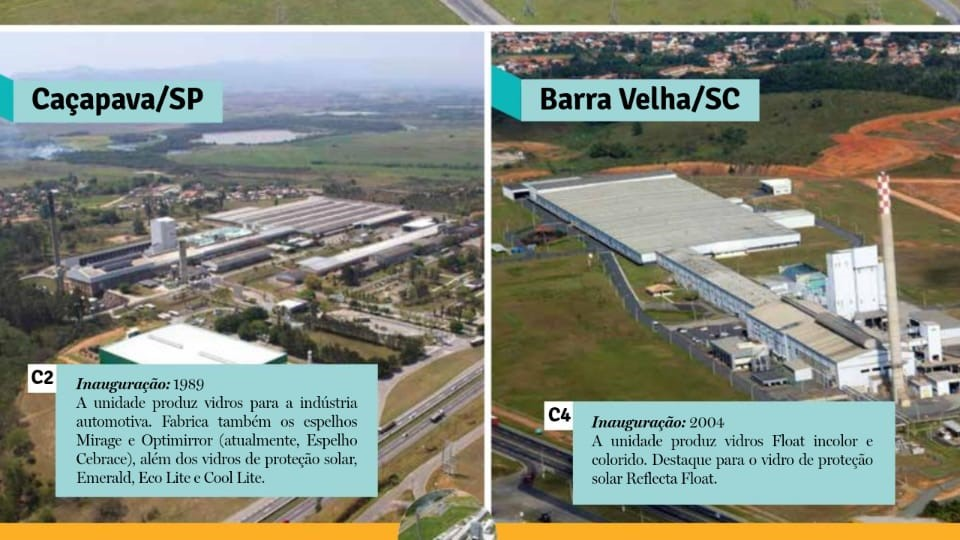 Caçapava/SP
C2
Inauguração: 1989
A unidade produz vidros para a indústria
automotiva. Fabrica também os espelhos
Mirage e Optimirror (atualmente, Espelho
Cebrace), além dos vidros de proteção solar,
Emerald, Eco Lite e Cool Lite.
Barra Velha/SC
C4
Inauguração: 2004
A unidade produz vidros Float incolor e
colorido. Destaque para o vidro de proteção
solar Reflecta Float.